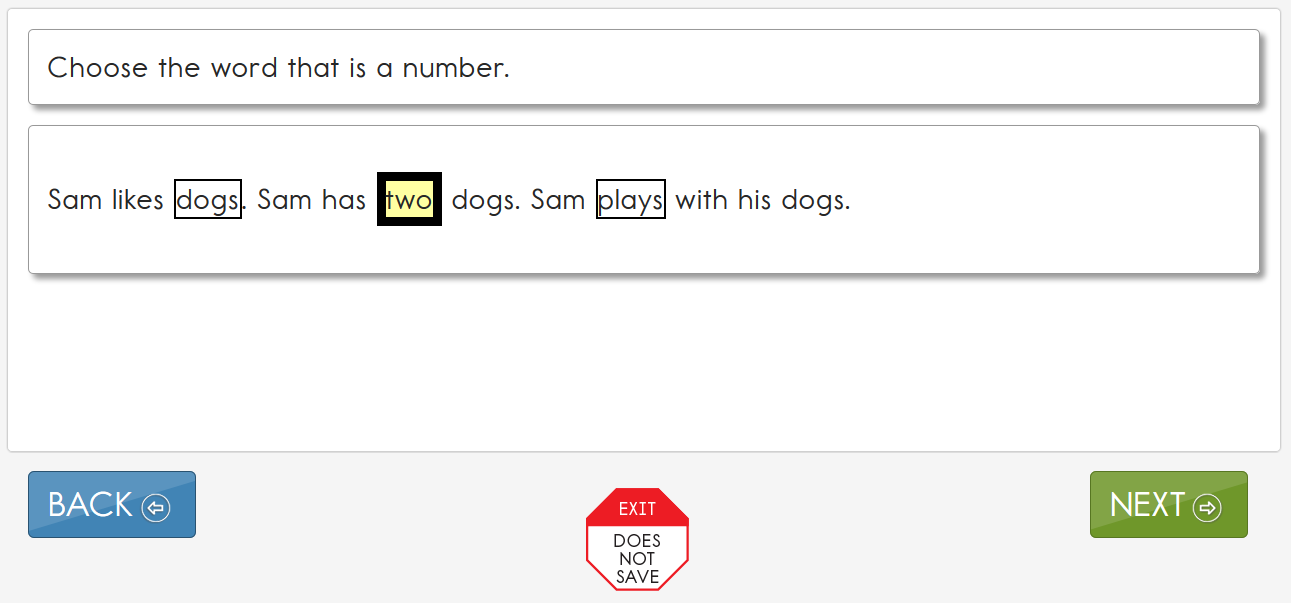 Choose the word that is a number.
Sam likes dogs. Sam has two dogs. Sam plays with his dogs.
BACK
NEXT
EXIT
DOES
NOT
SAVE